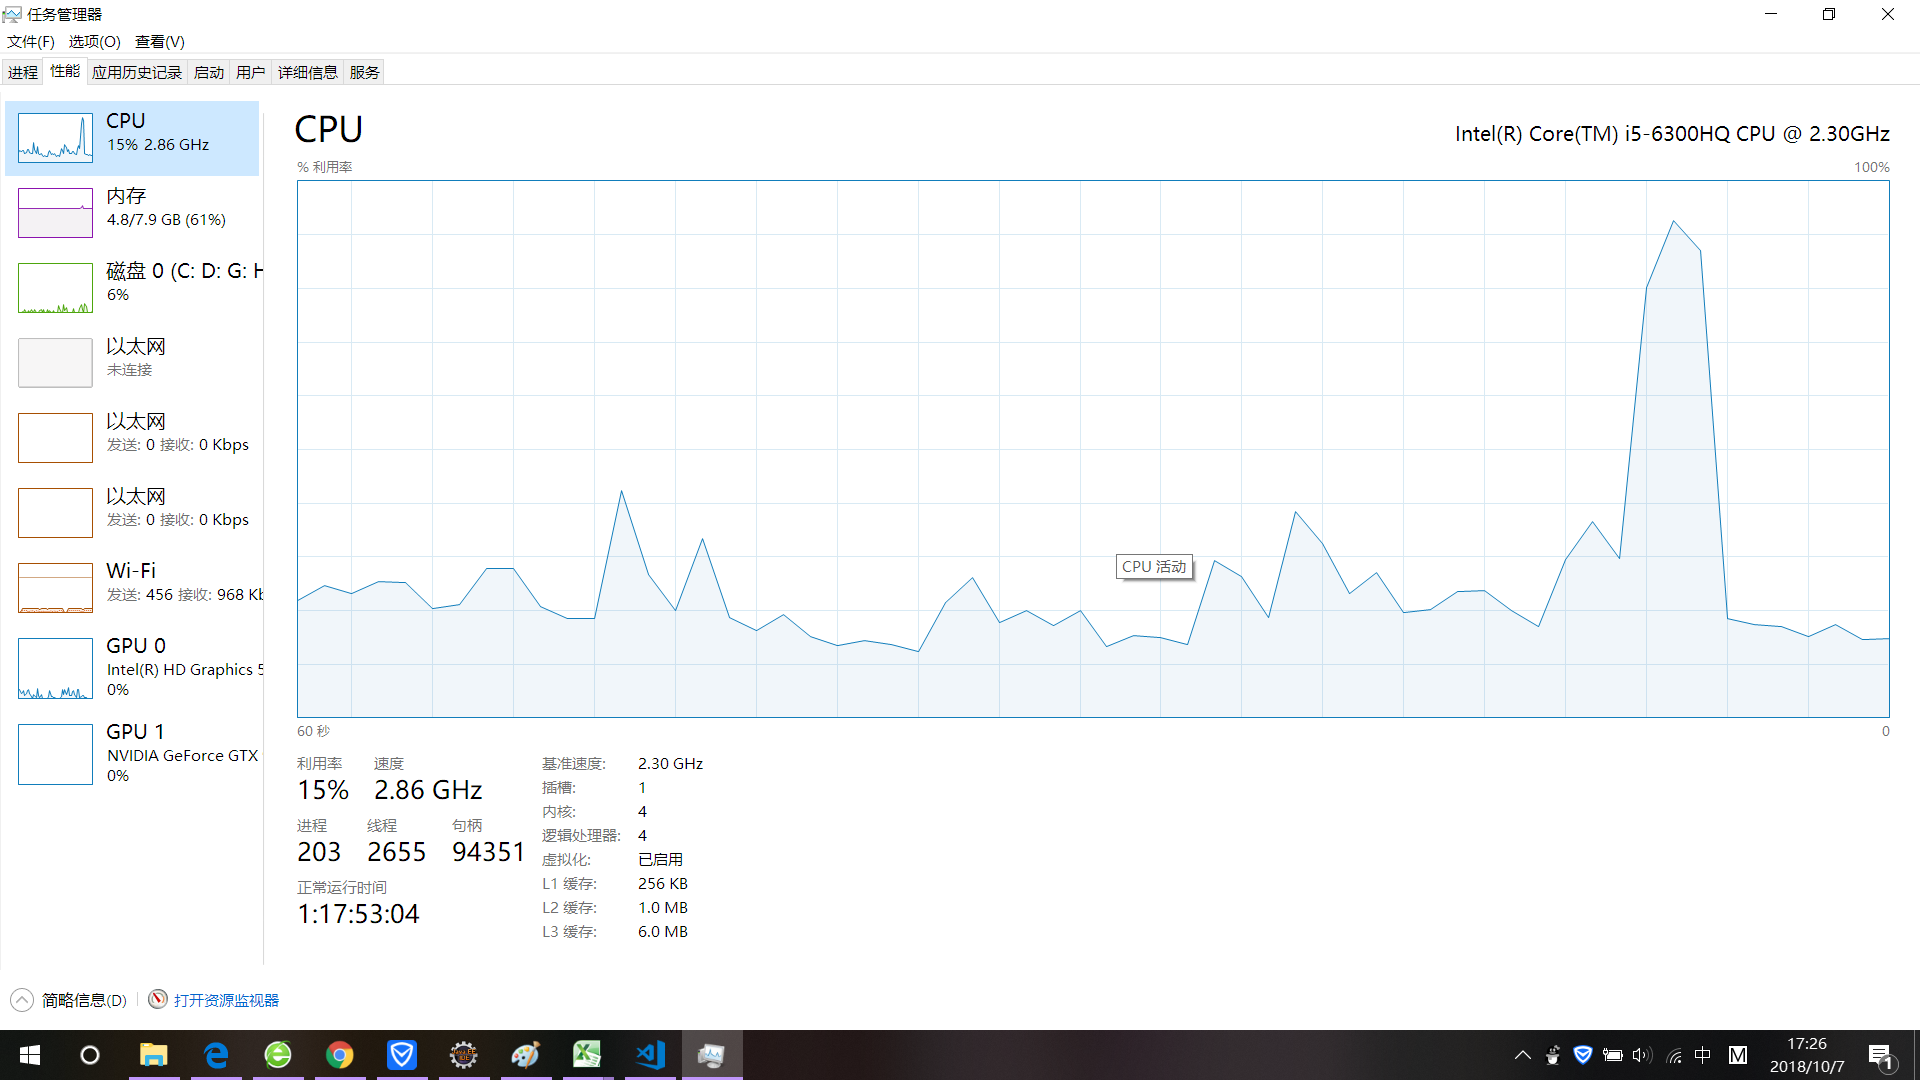 任务管理器
文件(F) 选项(O) 查看(V)
进程 性能 应用历史记录 启动 用户 详细信息 服务
CPU
15% 2.86 GHz
内存
4.8/7.9 GB (61%)
磁盘 0 (C: D: G: H
6%
以太网
未连接
以太网
发送: 0 接收: 0 Kbps
以太网
发送: 0 接收: 0 Kbps
Wi-Fi
发送: 456 接收: 968 Kb
GPU 0
Intel(R) HD Graphics 5
0%
GPU 1
NVIDIA GeForce GTX
0%
CPU
Intel(R) Core(TM) i5-6300HQ CPU @ 2.30GHz
% 利用率 100%
CPU 活动
60 秒 0
利用率 速度
15% 2.86 GHz
进程 线程 句柄
203 2655 94351
正常运行时间
1:17:53:04
基准速度: 2.30 GHz
插槽: 1
内核: 4
逻辑处理器: 4
虚拟化: 已启用
L1 缓存: 256 KB
L2 缓存: 1.0 MB
L3 缓存: 6.0 MB
简略信息(D) 打开资源监视器
中 M
17:26
2018/10/7
1